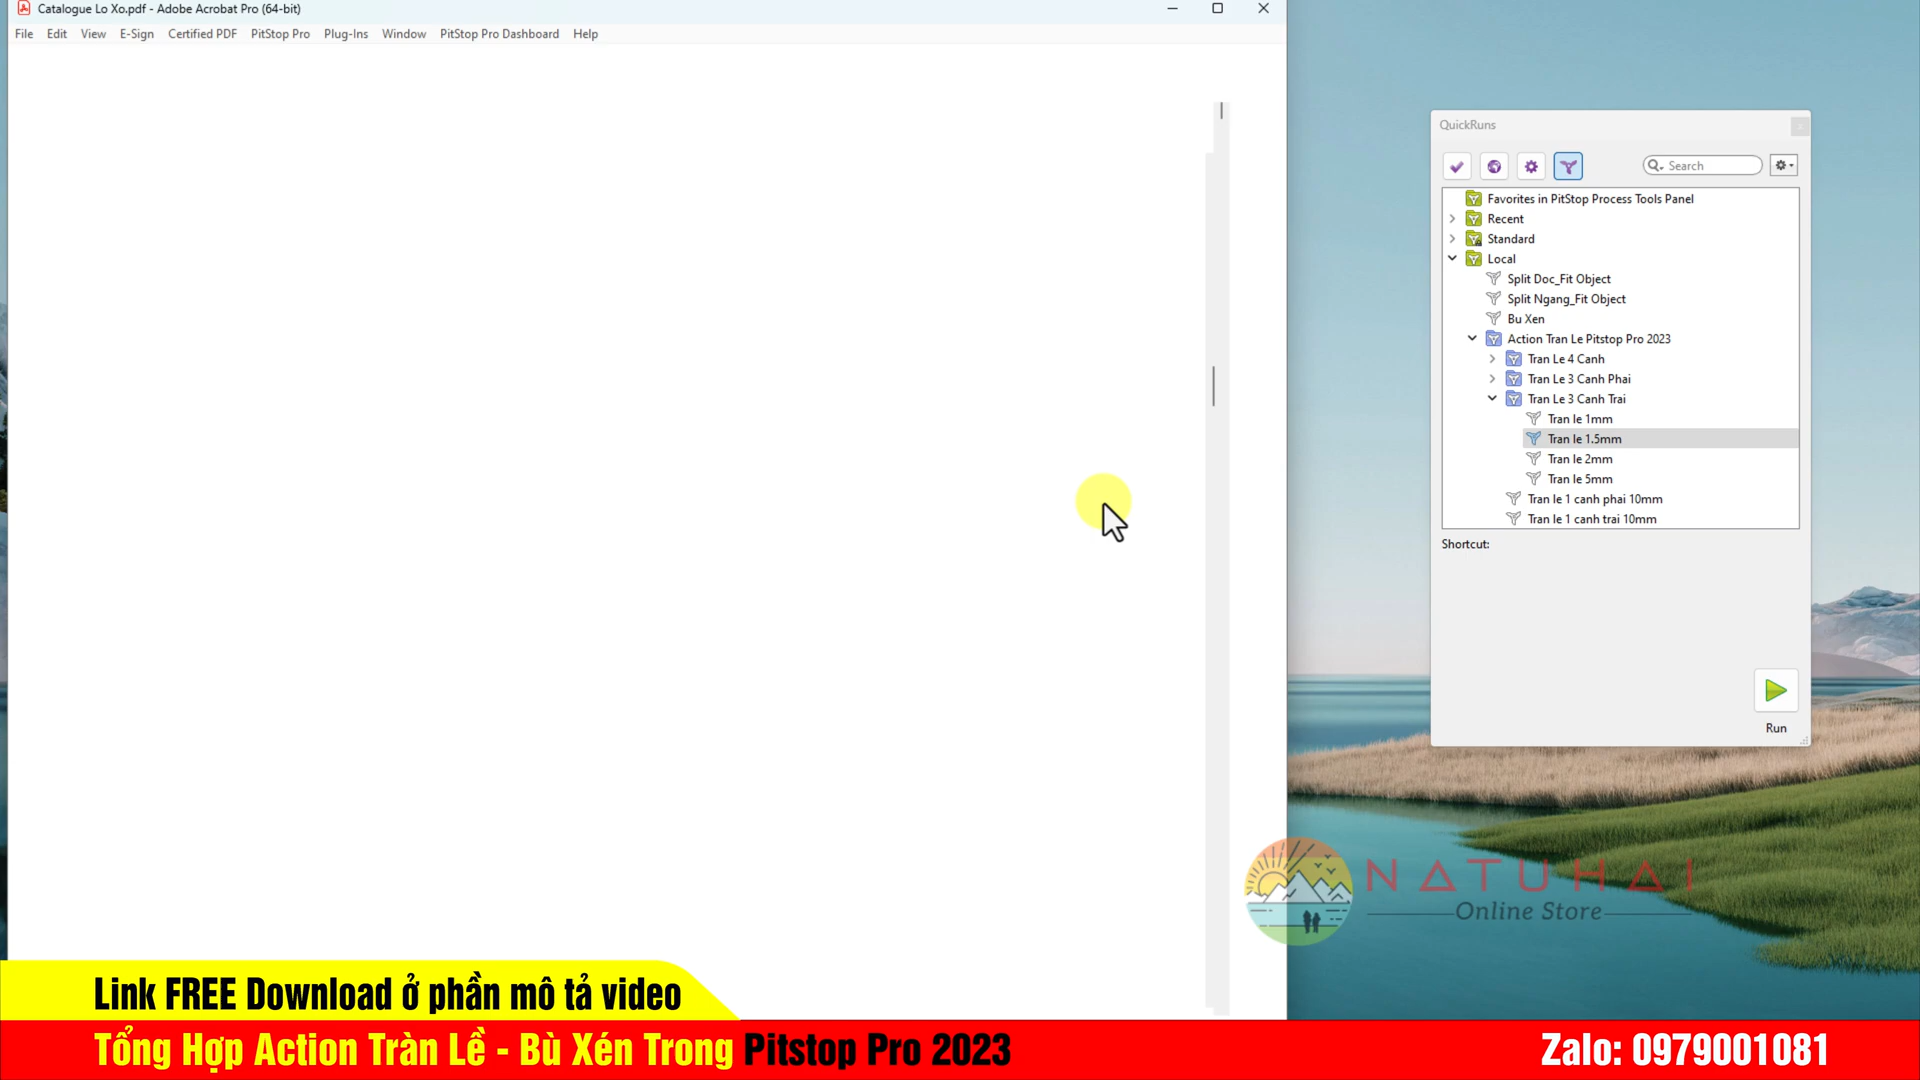 Catalogue Lo Xo.pdf - Adobe Acrobat Pro (64-bit)
File Edit View E-Sign Certified PDF PitStop Pro Plug-Ins Window PitStop Pro Dashboard Help
QuickRuns
Search
Favorites in PitStop Process Tools Panel
Recent
Standard
Local
Split Doc_Fit Object
Split Ngang_Fit Object
Bu Xen
Action Tran Le Pitstop Pro 2023
Tran Le 4 Canh
Tran Le 3 Canh Phai
Tran Le 3 Canh Trai
Tran le 1mm
Tran le 1.5mm
Tran le 2mm
Tran le 5mm
Tran le 1 canh phai 10mm
Tran le 1 canh trai 10mm
Shortcut:
Run
NATUHAI
Online Store
Link FREE Download ở phần mô tả video
Tổng Hợp Action Tràn Lề - Bù Xén Trong Pitstop Pro 2023
Zalo: 0979001081